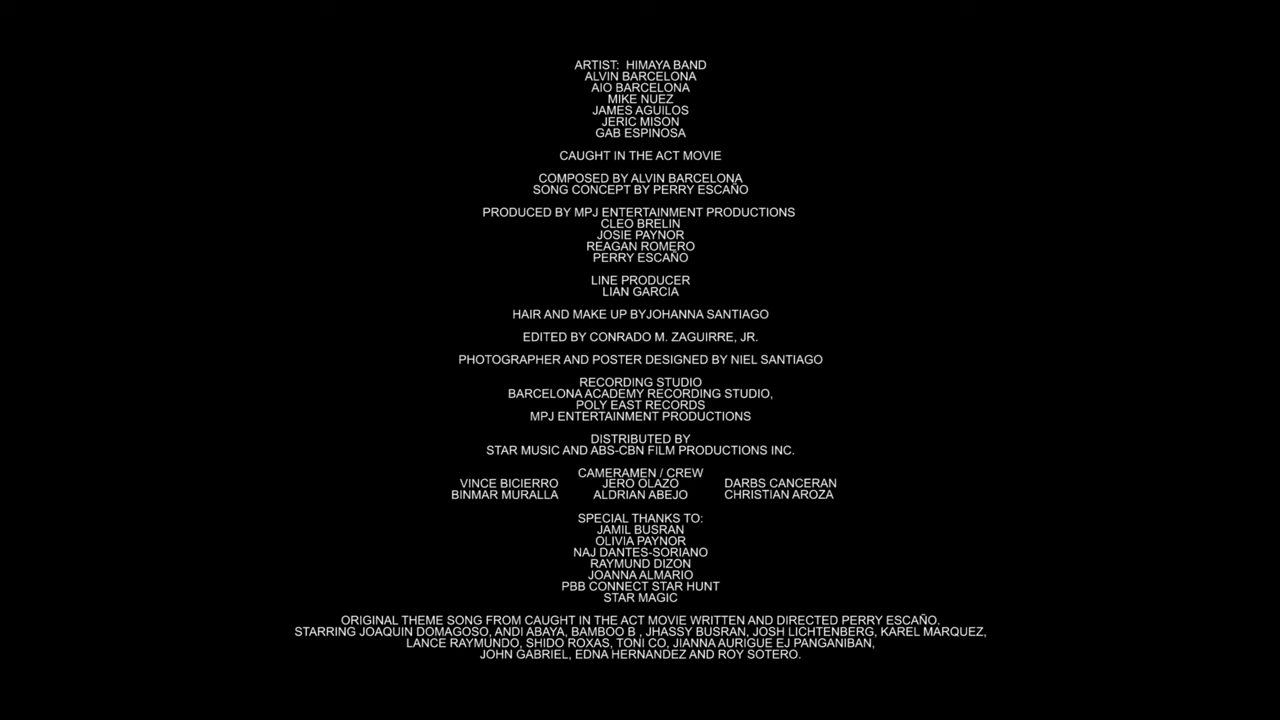 ARTIST: HIMAYA BAND
ALVIN BARCELONA
AIO BARCELONA
MIKE NUEZ
JAMES AGUILOS
JERIC MISON
GAB ESPINOSA
CAUGHT IN THE ACT MOVIE
COMPOSED BY ALVIN BARCELONA
SONG CONCEPT BY PERRY ESCAÑO
PRODUCED BY MPJ ENTERTAINMENT PRODUCTIONS
CLEO BRELIN
JOSIE PAYNOR
REAGAN ROMERO
PERRY ESCAÑO
LINE PRODUCER
LIAN GARCIA
HAIR AND MAKE UP BYJOHANNA SANTIAGO
EDITED BY CONRADO M. ZAGUIRRE, JR.
PHOTOGRAPHER AND POSTER DESIGNED BY NIEL SANTIAGO
RECORDING STUDIO
BARCELONA ACADEMY RECORDING STUDIO,
POLY EAST RECORDS
MPJ ENTERTAINMENT PRODUCTIONS
DISTRIBUTED BY
STAR MUSIC AND ABS-CBN FILM PRODUCTIONS INC.
CAMERAMEN / CREW
VINCE BICIERRO JERO OLAZO DARBS CANCERAN
BINMAR MURALLA ALDRIAN ABEJO CHRISTIAN AROZA
SPECIAL THANKS TO:
JAMIL BUSRAN
OLIVIA PAYNOR
NAJ DANTES-SORIANO
RAYMUND DIZON
JOANNA ALMARIO
PBB CONNECT STAR HUNT
STAR MAGIC
ORIGINAL THEME SONG FROM CAUGHT IN THE ACT MOVIE WRITTEN AND DIRECTED PERRY ESCAÑO.
STARRING JOAQUIN DOMAGOSO, ANDI ABAYA, BAMBOO B , JHASSY BUSRAN, JOSH LICHTENBERG, KAREL MARQUEZ,
LANCE RAYMUNDO, SHIDO ROXAS, TONI CO, JIANNA AURIGUE EJ PANGANIBAN,
JOHN GABRIEL, EDNA HERNANDEZ AND ROY SOTERO.